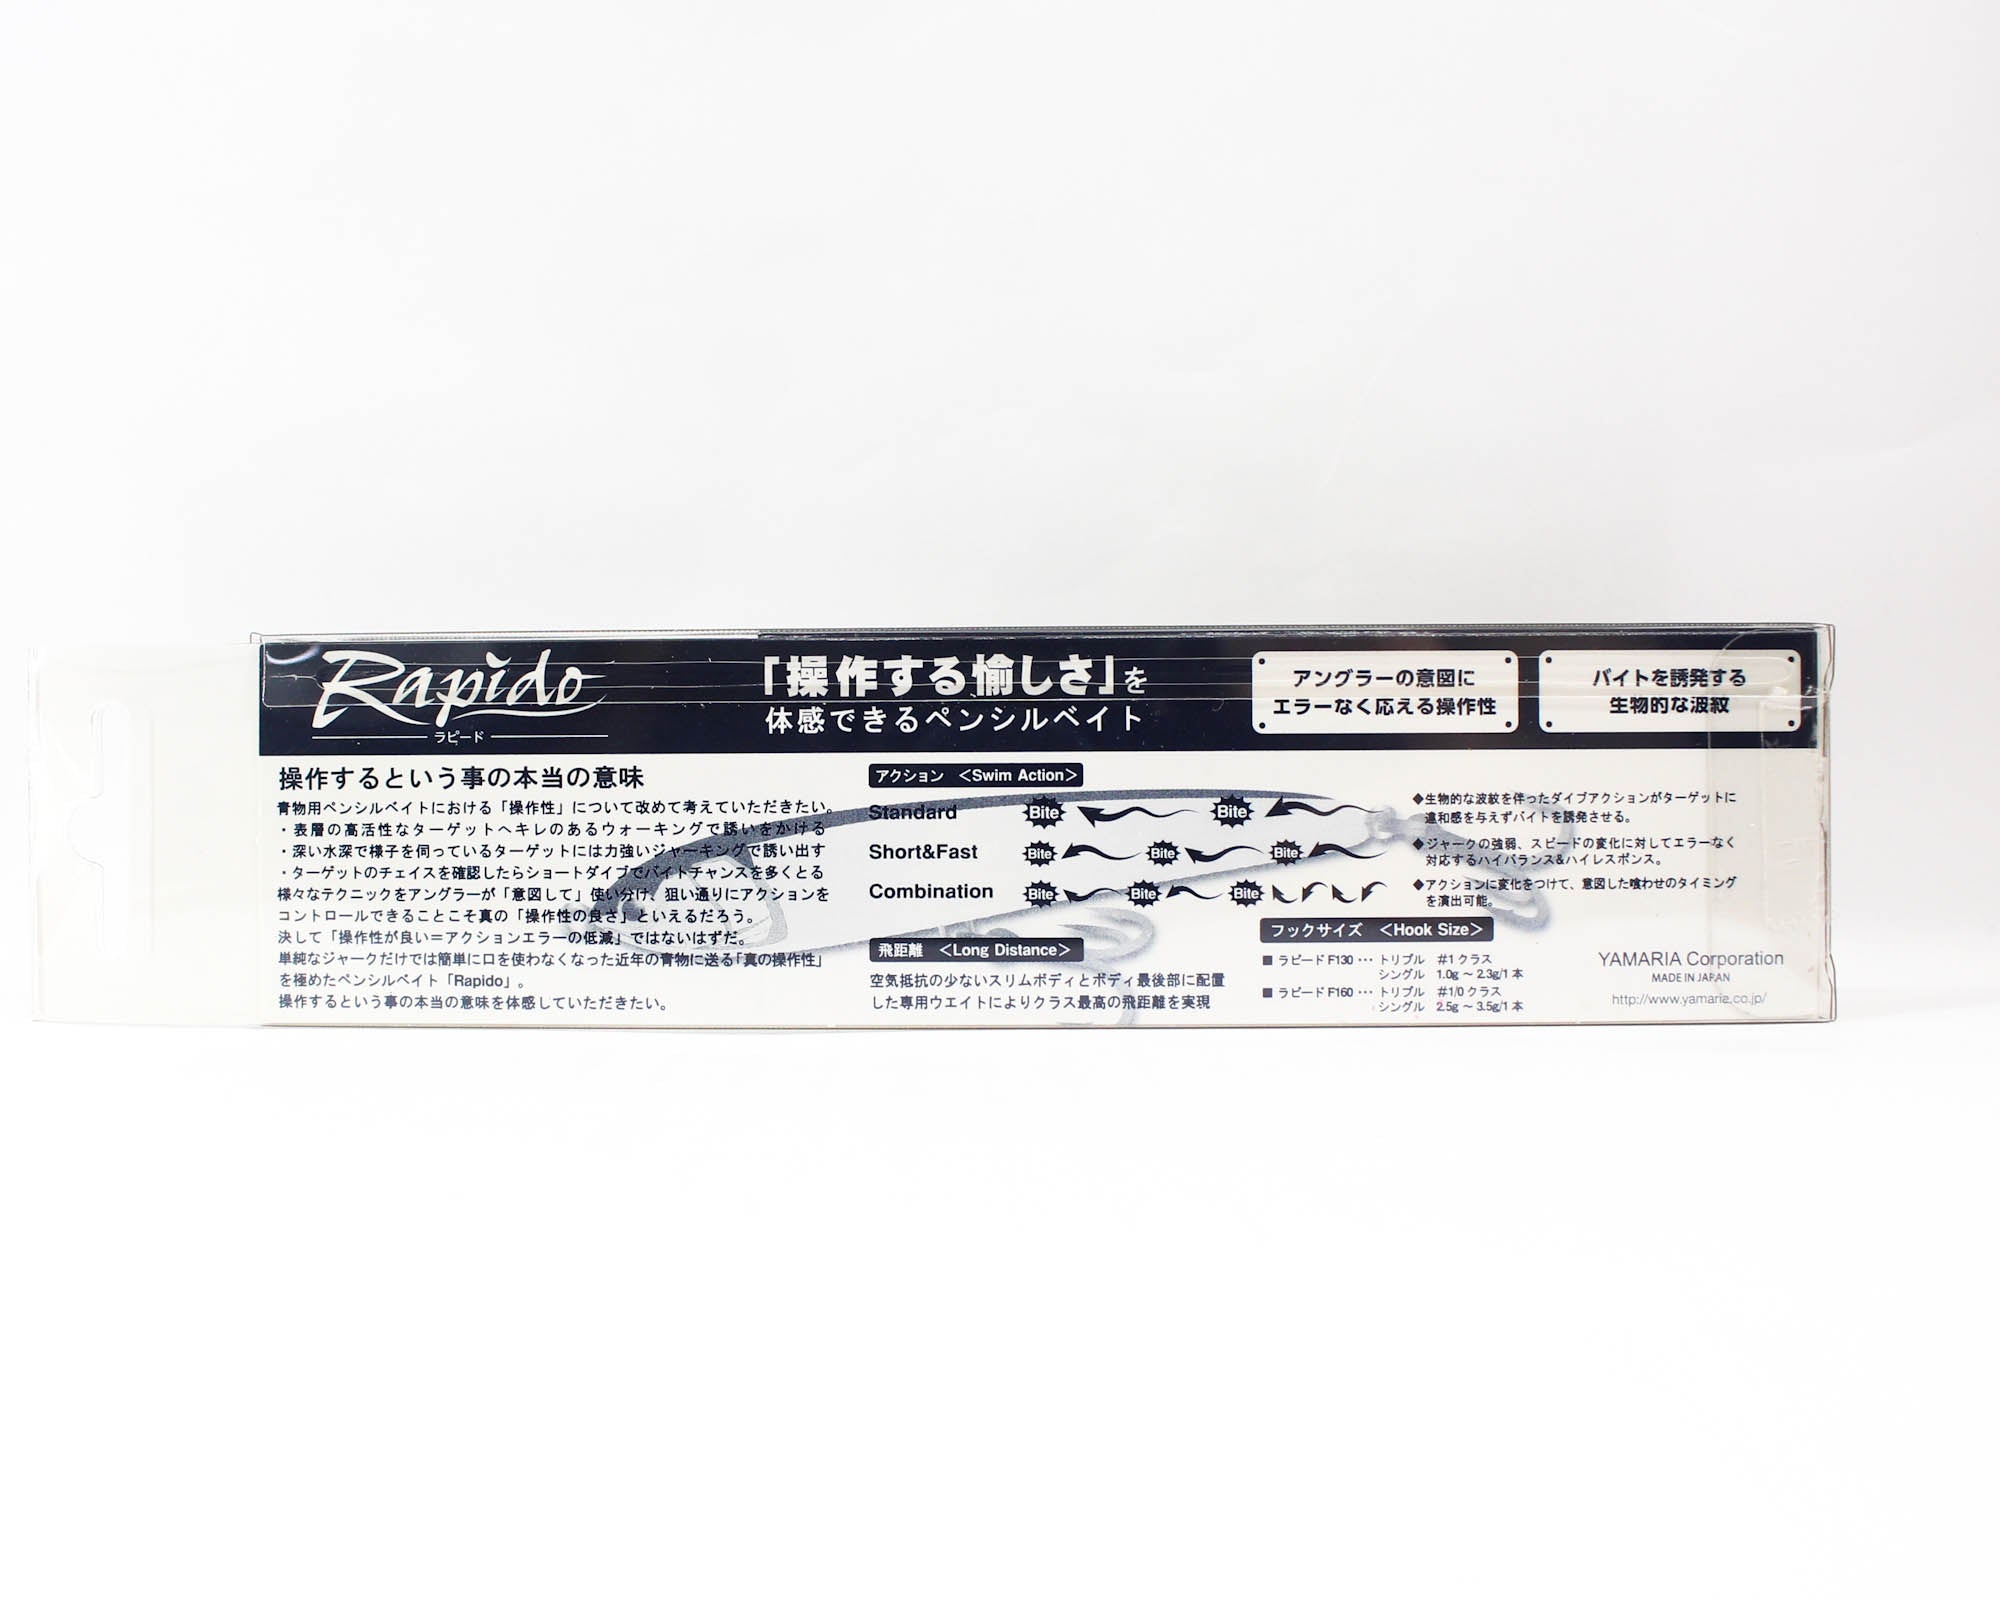 Rapido
ラピード
「操作する愉しさ」を
体感できるペンシルベイト
アングラーの意図に
エラーなく応える操作性
バイトを誘発する
生物的な波紋
操作するという事の本当の意味
青物用ペンシルベイトにおける「操作性」について改めて考えていただきたい。
・表層の高活性なターゲットへキレのあるウォーキングで誘いをかける
・深い水深で様子を伺っているターゲットには力強いジャーキングで誘い出す
・ターゲットのチェイスを確認したらショートダイブでバイトチャンスを多くとる
様々なテクニックをアングラーが「意図して」使い分け、狙い通りにアクションを
コントロールできることこそ真の「操作性の良さ」といえるだろう。
決して「操作性が良い＝アクションエラーの低減」ではないはずだ。
単純なジャークだけでは簡単に口を使わなくなった近年の青物に送る「真の操作性」
を極めたペンシルベイト「Rapido」。
操作するという事の本当の意味を体感していただきたい。
アクション ＜Swim Action＞
Standard Bite Bite
Short&Fast Bite Bite Bite
Combination Bite Bite Bite
◆生物的な波紋を伴ったダイブアクションがターゲットに
違和感を与えずバイトを誘発させる。
◆ジャークの強弱、スピードの変化に対してエラーなく
対応するハイバランス&ハイレスポンス。
◆アクションに変化をつけて、意図した喰わせのタイミング
を演出可能。
飛距離 ＜Long Distance＞
空気抵抗の少ないスリムボディとボディ最後部に配置
した専用ウエイトによりクラス最高の飛距離を実現
フックサイズ ＜Hook Size＞
■ ラピード F130 ･･･ トリプル ＃1 クラス
シングル 1.0g ～ 2.3g/1 本
■ ラピード F160 ･･･ トリプル ＃1/0 クラス
シングル 2.5g ～ 3.5g/1 本
YAMARIA Corporation
MADE IN JAPAN
http://www.yamaria.co.jp/